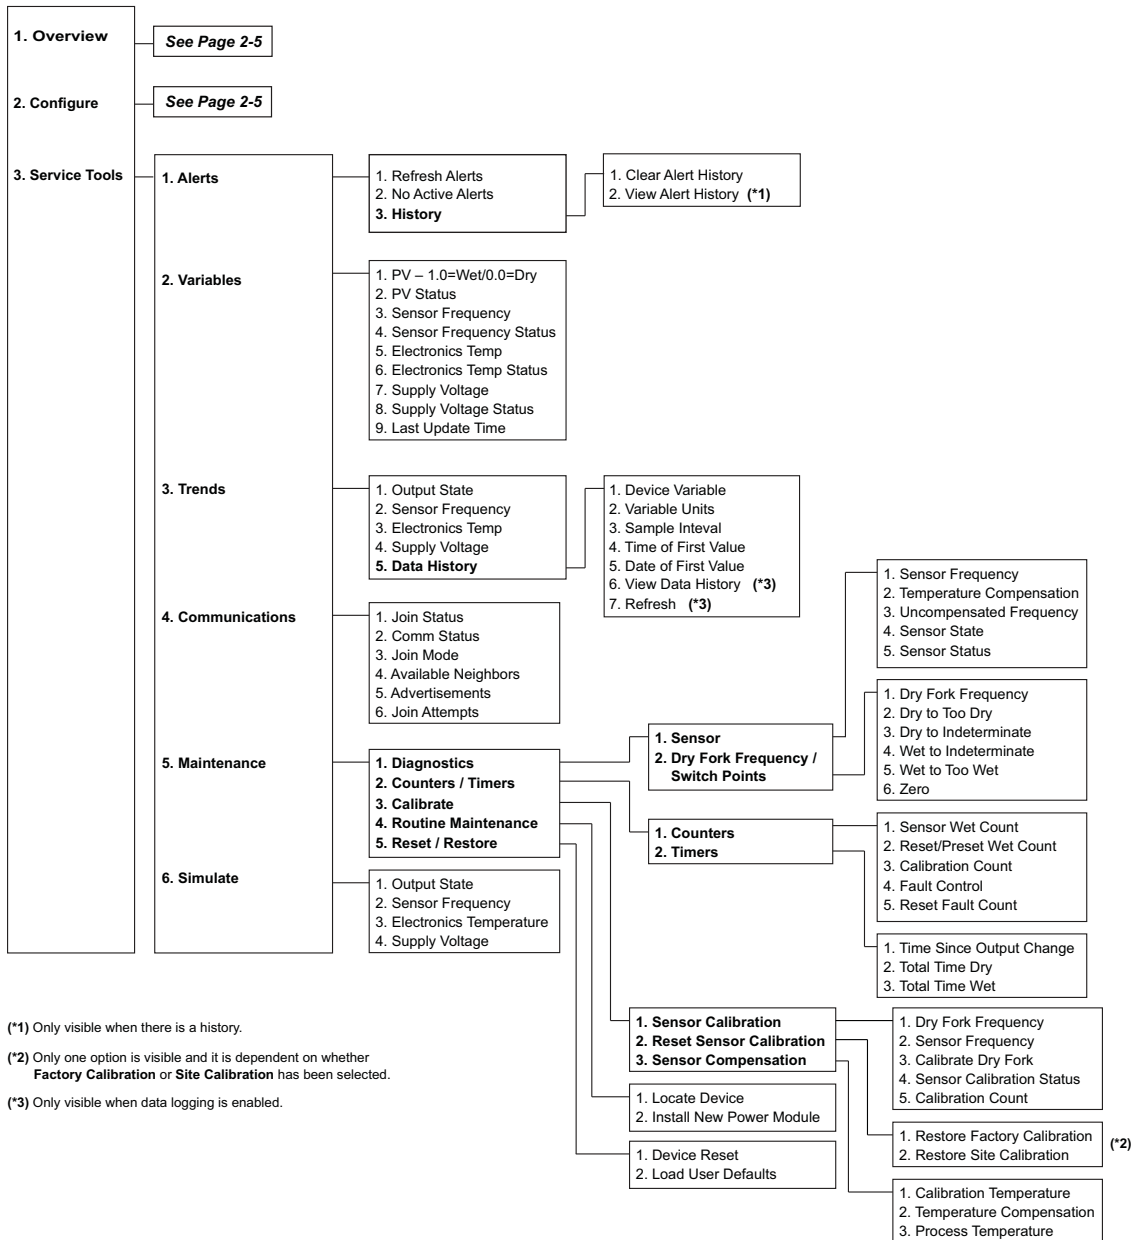 1. Overview
See Page 2-5
2. Configure
See Page 2-5
3. Service Tools
1. Alerts
1. Refresh Alerts
2. No Active Alerts
3. History
1. Clear Alert History
2. View Alert History (*1)
2. Variables
1. PV – 1.0=Wet/0.0=Dry
2. PV Status
3. Sensor Frequency
4. Sensor Frequency Status
5. Electronics Temp
6. Electronics Temp Status
7. Supply Voltage
8. Supply Voltage Status
9. Last Update Time
3. Trends
1. Output State
2. Sensor Frequency
3. Electronics Temp
4. Supply Voltage
5. Data History
1. Device Variable
2. Variable Units
3. Sample Inteval
4. Time of First Value
5. Date of First Value
6. View Data History (*3)
7. Refresh (*3)
4. Communications
1. Join Status
2. Comm Status
3. Join Mode
4. Available Neighbors
5. Advertisements
6. Join Attempts
5. Maintenance
1. Diagnostics
2. Counters / Timers
3. Calibrate
4. Routine Maintenance
5. Reset / Restore
1. Sensor
2. Dry Fork Frequency /
Switch Points
1. Sensor Frequency
2. Temperature Compensation
3. Uncompensated Frequency
4. Sensor State
5. Sensor Status
1. Dry Fork Frequency
2. Dry to Too Dry
3. Dry to Indeterminate
4. Wet to Indeterminate
5. Wet to Too Wet
6. Zero
1. Counters
2. Timers
1. Sensor Wet Count
2. Reset/Preset Wet Count
3. Calibration Count
4. Fault Control
5. Reset Fault Count
1. Time Since Output Change
2. Total Time Dry
3. Total Time Wet
6. Simulate
1. Output State
2. Sensor Frequency
3. Electronics Temperature
4. Supply Voltage
1. Sensor Calibration
2. Reset Sensor Calibration
3. Sensor Compensation
1. Dry Fork Frequency
2. Sensor Frequency
3. Calibrate Dry Fork
4. Sensor Calibration Status
5. Calibration Count
1. Restore Factory Calibration
2. Restore Site Calibration
(*2)
1. Calibration Temperature
2. Temperature Compensation
3. Process Temperature
1. Locate Device
2. Install New Power Module
1. Device Reset
2. Load User Defaults
(*1) Only visible when there is a history.
(*2) Only one option is visible and it is dependent on whether
Factory Calibration or Site Calibration has been selected.
(*3) Only visible when data logging is enabled.